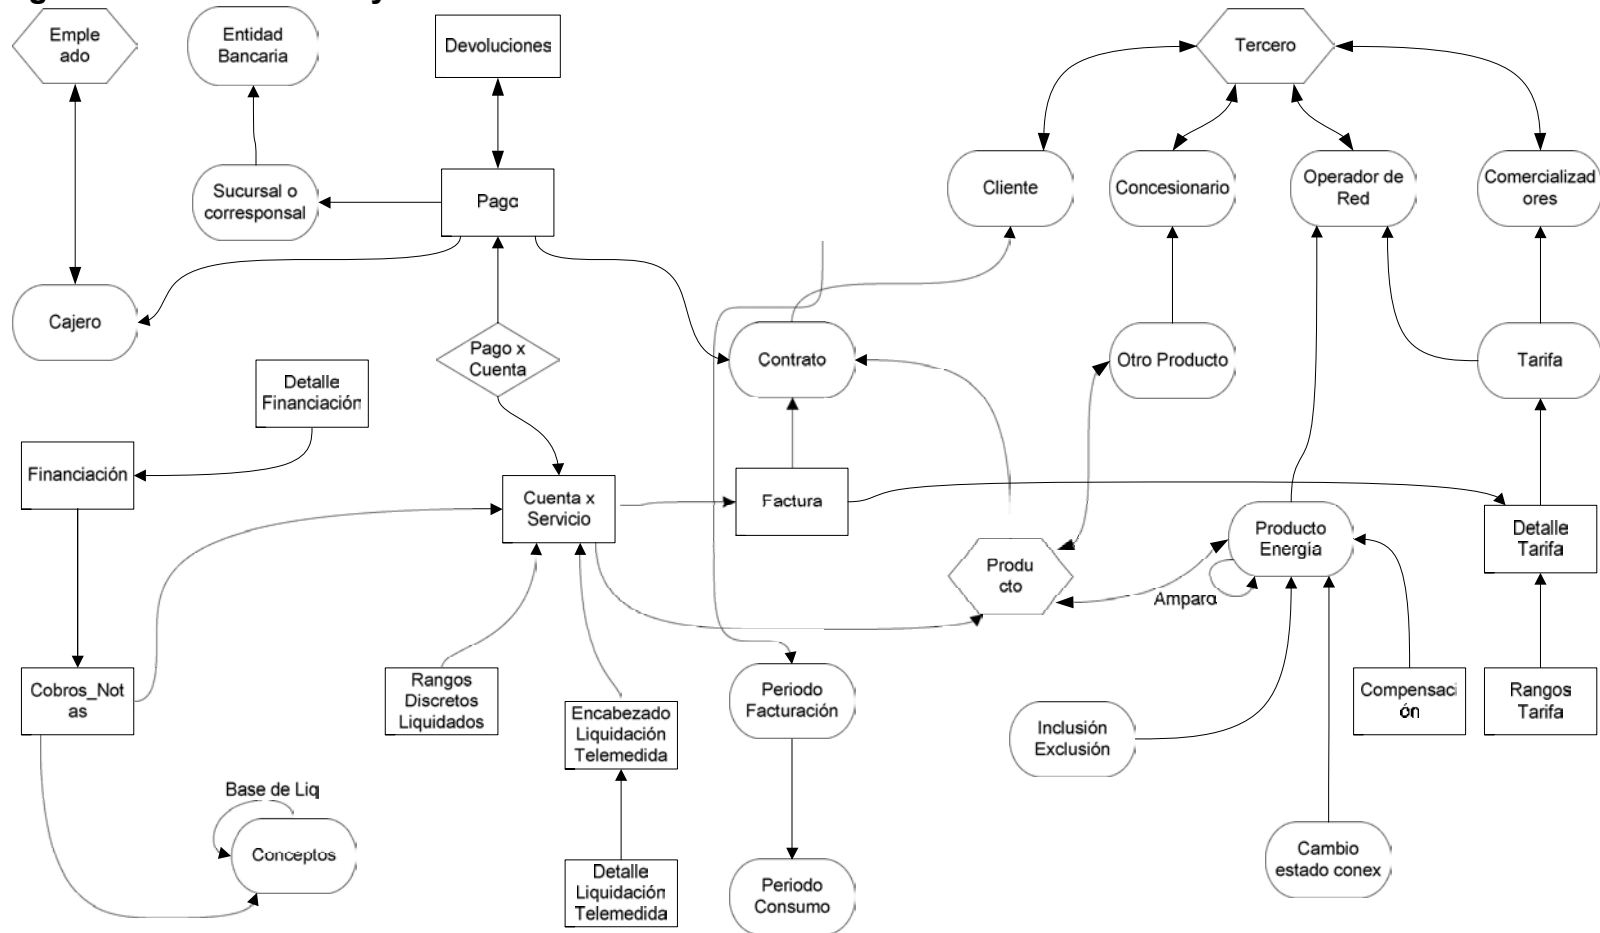 Emple
ado
Entidad
Bancaria
Devoluciones
Tercero
Sucursal o
corresponsal
Pago
Cliente
Concesionario
Operador de
Red
Comercializad
ores
Cajero
Pago x
Cuenta
Contrato
Otro Producto
Tarifa
Detalle
Financiación
Financiación
Cuenta x
Servicio
Factura
Producto
Energía
Detalle
Tarifa
Produ
cto
Amparo
Cobros_Not
as
Rangos
Discretos
Liquidados
Encabezado
Liquidación
Telemedida
Periodo
Facturación
Inclusión
Exclusión
Compensaci
ón
Rangos
Tarifa
Base de Liq
Conceptos
Detalle
Liquidación
Telemedida
Periodo
Consumo
Cambio
estado conex